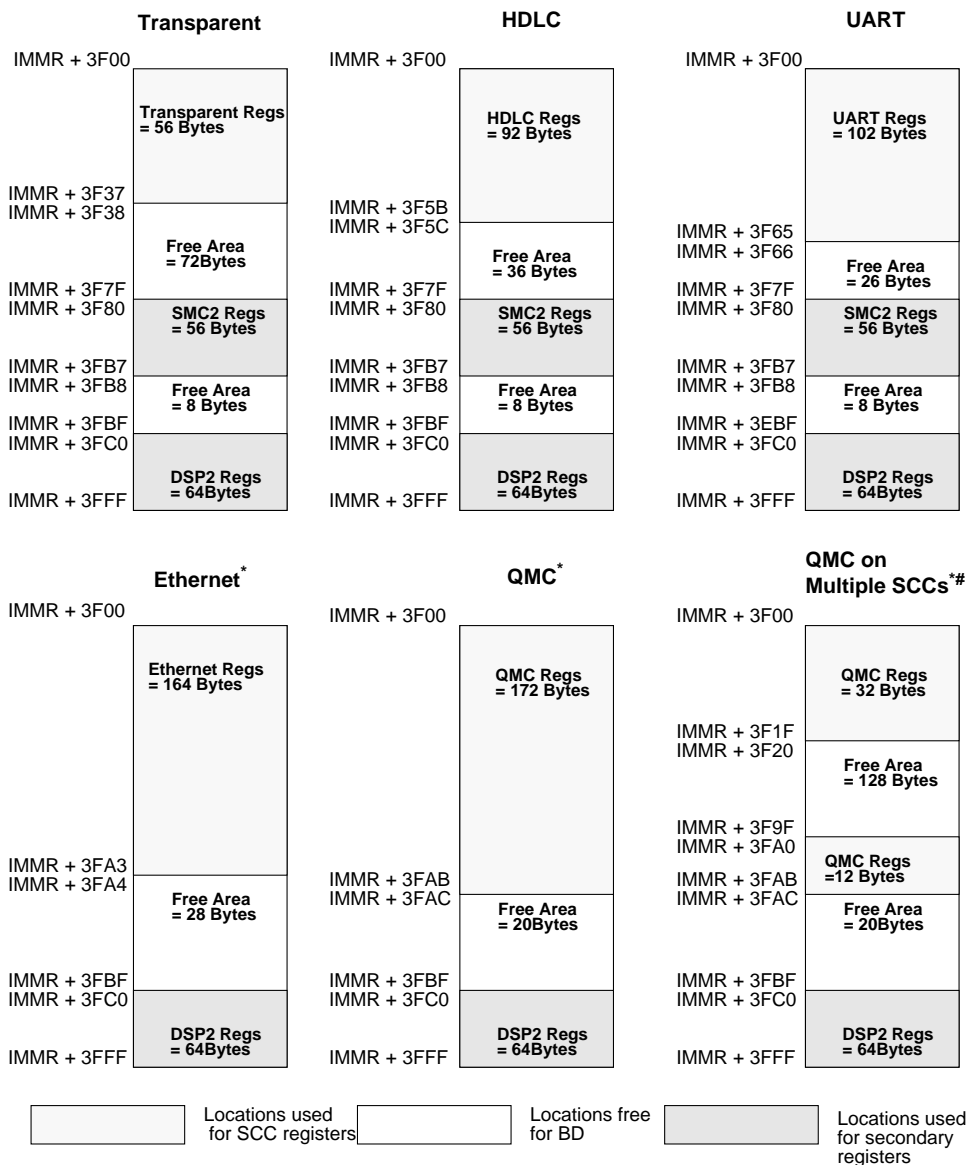 Transparent
IMMR + 3F00
Transparent Regs
= 56 Bytes
IMMR + 3F37
IMMR + 3F38
Free Area
= 72Bytes
IMMR + 3F7F
IMMR + 3F80
SMC2 Regs
= 56 Bytes
IMMR + 3FB7
IMMR + 3FB8
Free Area
= 8 Bytes
IMMR + 3FBF
IMMR + 3FC0
DSP2 Regs
= 64Bytes
IMMR + 3FFF
HDLC
IMMR + 3F00
HDLC Regs
= 92 Bytes
IMMR + 3F5B
IMMR + 3F5C
Free Area
= 36 Bytes
IMMR + 3F7F
IMMR + 3F80
SMC2 Regs
= 56 Bytes
IMMR + 3FB7
IMMR + 3FB8
Free Area
= 8 Bytes
IMMR + 3FBF
IMMR + 3FC0
DSP2 Regs
= 64Bytes
IMMR + 3FFF
UART
IMMR + 3F00
UART Regs
= 102 Bytes
IMMR + 3F65
IMMR + 3F66
Free Area
= 26 Bytes
IMMR + 3F7F
IMMR + 3F80
SMC2 Regs
= 56 Bytes
IMMR + 3FB7
IMMR + 3FB8
Free Area
= 8 Bytes
IMMR + 3EBF
IMMR + 3FC0
DSP2 Regs
= 64Bytes
IMMR + 3FFF
Ethernet*
IMMR + 3F00
Ethernet Regs
= 164 Bytes
IMMR + 3FA3
IMMR + 3FA4
Free Area
= 28 Bytes
IMMR + 3FBF
IMMR + 3FC0
DSP2 Regs
= 64Bytes
IMMR + 3FFF
QMC*
IMMR + 3F00
QMC Regs
= 172 Bytes
IMMR + 3FAB
IMMR + 3FAC
Free Area
= 20Bytes
IMMR + 3FBF
IMMR + 3FC0
DSP2 Regs
= 64Bytes
IMMR + 3FFF
QMC on
Multiple SCCs*#
IMMR + 3F00
QMC Regs
= 32 Bytes
IMMR + 3F1F
IMMR + 3F20
Free Area
= 128 Bytes
IMMR + 3F9F
IMMR + 3FA0
QMC Regs
=12 Bytes
IMMR + 3FAB
IMMR + 3FAC
Free Area
= 20Bytes
IMMR + 3FBF
IMMR + 3FC0
DSP2 Regs
= 64Bytes
IMMR + 3FFF
Locations used
for SCC registers
Locations free
for BD
Locations used
for secondary
registers